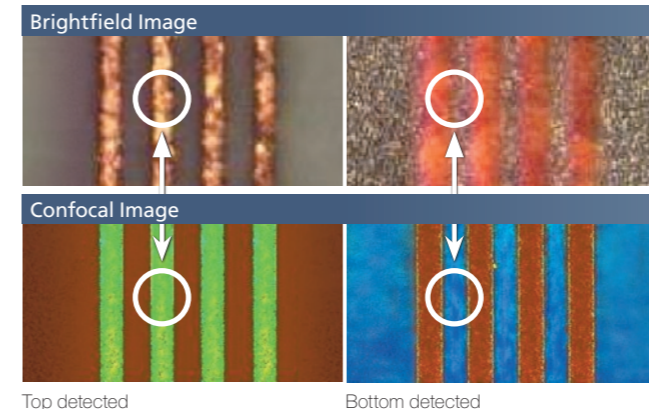 Brightfield Image
Confocal Image
Top detected
Bottom detected